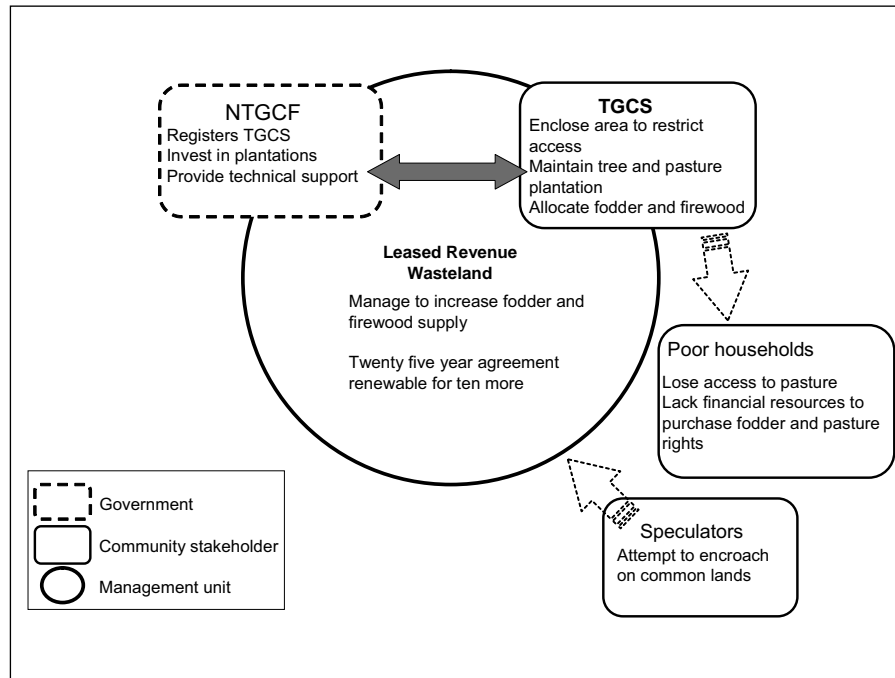 NTGCF
Registers TGCS
Invest in plantations
Provide technical support
TGCS
Enclose area to restrict
access
Maintain tree and pasture
plantation
Allocate fodder and firewood
Leased Revenue
Wasteland
Manage to increase fodder and
firewood supply
Twenty five year agreement
renewable for ten more
Poor households
Lose access to pasture
Lack financial resources to
purchase fodder and pasture
rights
Speculators
Attempt to encroach
on common lands
Government
Community stakeholder
Management unit